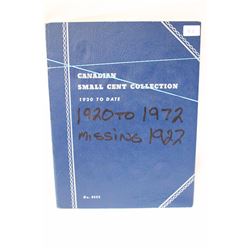 CANADIAN
SMALL CENT COLLECTION
1920 TO DATE
1920 TO 1972
MISSING 1922